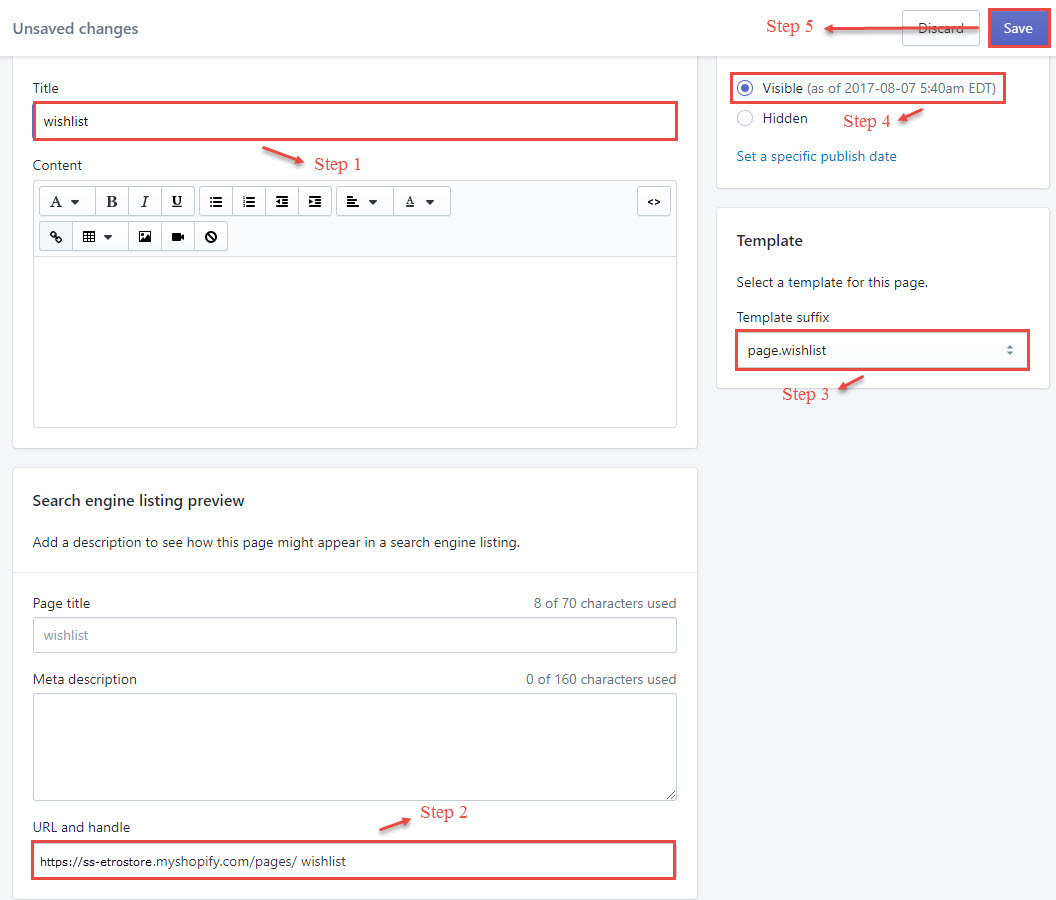 Unsaved changes
Step 5
Discard
Save
Title
wishlist
Step 1
Content
A
B I U
A
<>
Visible (as of 2017-08-07 5:40am EDT)
Hidden
Step 4
Set a specific publish date
Template
Select a template for this page.
Template suffix
page.wishlist
Step 3
Search engine listing preview
Add a description to see how this page might appear in a search engine listing.
Page title
8 of 70 characters used
wishlist
Meta description
0 of 160 characters used
Step 2
URL and handle
https://ss-etrostore.myshopify.com/pages/ wishlist